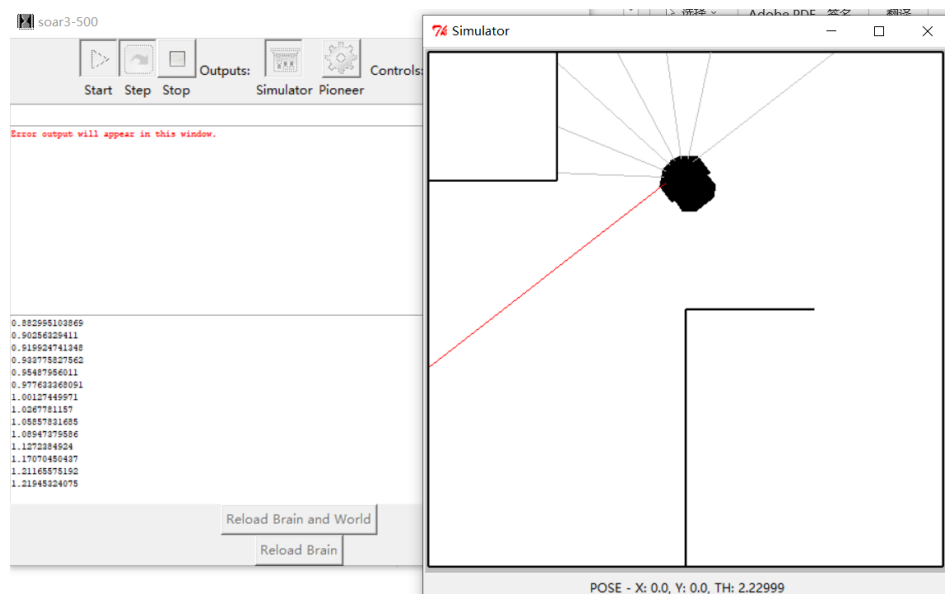 soar3-500
Outputs:
Controls:
Start Step Stop
Simulator Pioneer
Error output will appear in this window.
0.882995103869
0.90256329411
0.919924741348
0.933775827562
0.95487956011
0.977633368091
1.00127449971
1.0267781157
1.05857831685
1.08947379586
1.1272384924
1.17070450437
1.21165575192
1.21945324075
Reload Brain and World
Reload Brain
Simulator
POSE - X: 0.0, Y: 0.0, TH: 2.22999